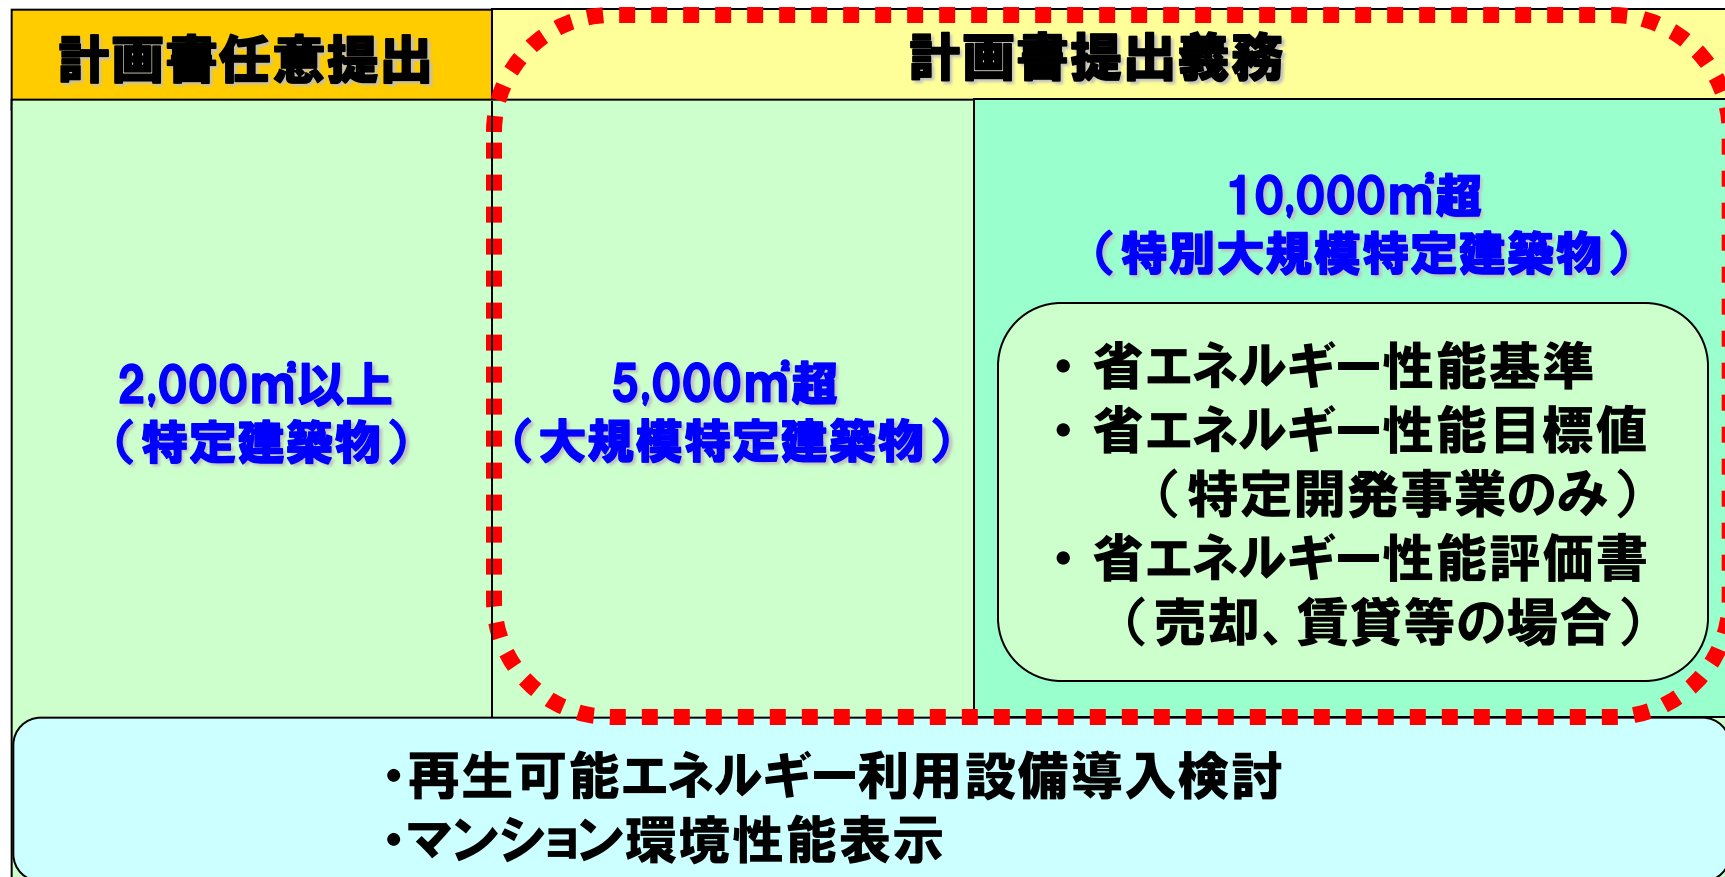 計画書任意提出
計画書提出義務
2,000㎡以上
（特定建築物）
5,000㎡超
（大規模特定建築物）
10,000㎡超
（特別大規模特定建築物）
・省エネルギー性能基準
・省エネルギー性能目標値
（特定開発事業のみ）
・省エネルギー性能評価書
（売却、賃貸等の場合）
・再生可能エネルギー利用設備導入検討
・マンション環境性能表示